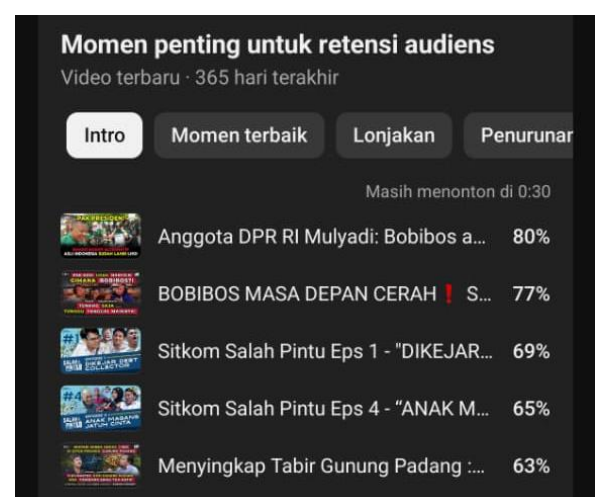 Momen penting untuk retensi audiens
Video terbaru · 365 hari terakhir
Intro Momen terbaik Lonjakan Penurunan
Masih menonton di 0:30
Anggota DPR RI Mulyadi: Bobibos a... 80%
BOBIBOS MASA DEPAN CERAH❗ S... 77%
Sitkom Salah Pintu Eps 1 - "DIKEJAR... 69%
#4
Sitkom Salah Pintu Eps 4 - “ANAK M... 65%
Menyingkap Tabir Gunung Padang :... 63%